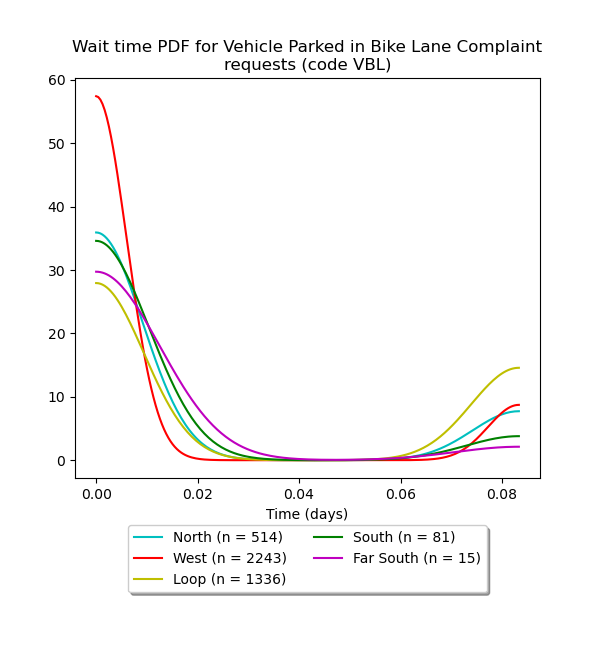 Wait time PDF for Vehicle Parked in Bike Lane Complaint
requests (code VBL)
60
50
40
30
20
10
0
0.00 0.02 0.04 0.06 0.08
Time (days)
North (n = 514) South (n = 81)
West (n = 2243) Far South (n = 15)
Loop (n = 1336)